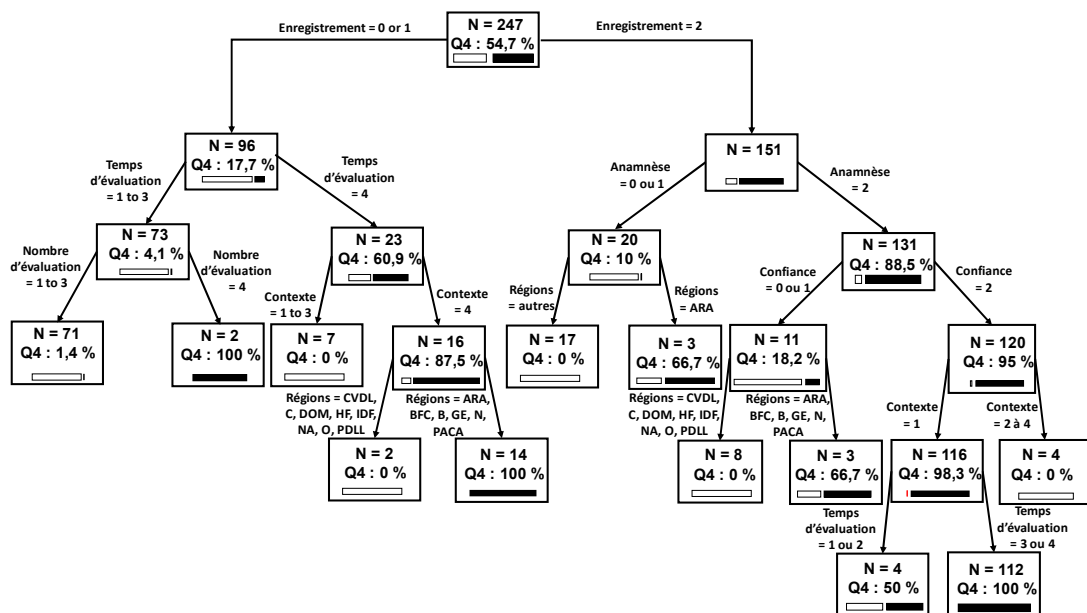 Enregistrement = 0 or 1
N = 247
Q4 : 54,7 %
Enregistrement = 2
N = 96
Q4 : 17,7 %
N = 151
Temps
d’évaluation
= 1 to 3
Temps
d’évaluation
= 4
Anamnèse
= 0 ou 1
Anamnèse
= 2
N = 73
Q4 : 4,1 %
N = 23
Q4 : 60,9 %
N = 20
Q4 : 10 %
N = 131
Q4 : 88,5 %
Nombre
d’évaluation
= 1 to 3
Nombre
d’évaluation
= 4
Contexte
= 1 to 3
Contexte
= 4
Régions
= autres
Régions
= ARA
Confiance
= 0 ou 1
Confiance
= 2
N = 71
Q4 : 1,4 %
N = 2
Q4 : 100 %
N = 7
Q4 : 0 %
N = 16
Q4 : 87,5 %
N = 17
Q4 : 0 %
N = 3
Q4 : 66,7 %
N = 11
Q4 : 18,2 %
N = 120
Q4 : 95 %
Régions = CVDL,
C, DOM, HF, IDF,
NA, O, PDLL
Régions = ARA,
BFC, B, GE, N,
PACA
Régions = CVDL,
C, DOM, HF, IDF,
NA, O, PDLL
Régions = ARA,
BFC, B, GE, N,
PACA
Contexte
= 1
Contexte
= 2 à 4
N = 2
Q4 : 0 %
N = 14
Q4 : 100 %
N = 8
Q4 : 0 %
N = 3
Q4 : 66,7 %
N = 116
Q4 : 98,3 %
N = 4
Q4 : 0 %
Temps
d’évaluation
= 1 ou 2
Temps
d’évaluation
= 3 ou 4
N = 4
Q4 : 50 %
N = 112
Q4 : 100 %